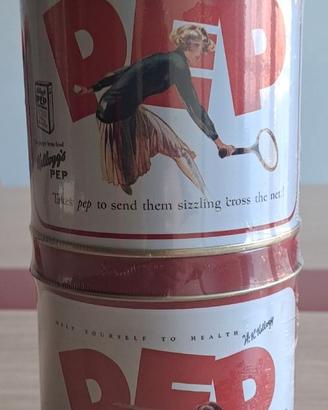 PEP
Kellogg's
PEP
Takes pep to send them sizzling 'cross the net!
HELP YOURSELF TO HEALTH
W.K. Kellogg
PEP